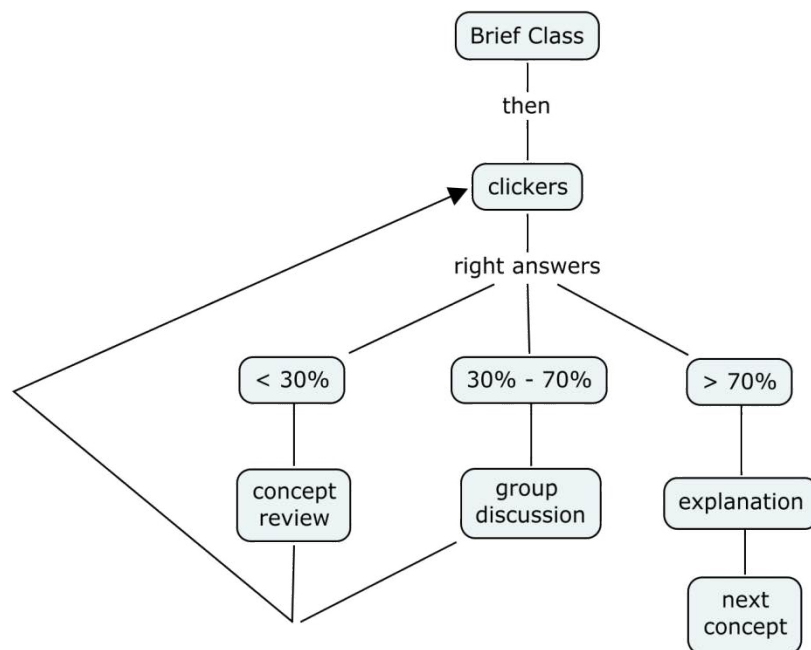 Brief Class
then
clickers
right answers
< 30%
30% - 70%
> 70%
concept
review
group
discussion
explanation
next
concept